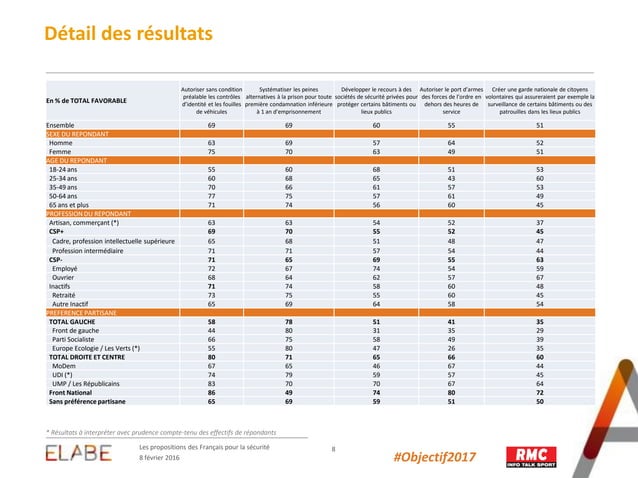 Détail des résultats
En % de TOTAL FAVORABLE
Autoriser sans condition préalable les contrôles d'identité et les fouilles de véhicules
Systématiser les peines alternatives à la prison pour toute première condamnation inférieure à 1 an d'emprisonnement
Développer le recours à des sociétés de sécurité privées pour protéger certains bâtiments ou lieux publics
Autoriser le port d'armes des forces de l'ordre en dehors des heures de service
Créer une garde nationale de citoyens volontaires qui assureraient par exemple la surveillance de certains bâtiments ou des patrouilles dans les lieux publics
Ensemble 69 69 60 55 51
SEXE DU REPONDANT
Homme 63 69 57 64 52
Femme 75 70 63 49 51
AGE DU REPONDANT
18-24 ans 55 60 68 51 53
25-34 ans 60 68 65 43 60
35-49 ans 70 66 61 57 53
50-64 ans 77 75 57 61 49
65 ans et plus 71 74 56 60 45
PROFESSION DU REPONDANT
Artisan, commerçant (*) 63 63 54 52 37
CSP+ 69 70 55 52 45
Cadre, profession intellectuelle supérieure 65 68 51 48 47
Profession intermédiaire 71 71 57 54 44
CSP- 71 65 69 55 63
Employé 72 67 74 54 59
Ouvrier 68 64 62 57 67
Inactifs 71 74 58 60 48
Retraité 73 75 55 60 45
Autre Inactif 65 69 64 58 54
PREFERENCE PARTISANE
TOTAL GAUCHE 58 78 51 41 35
Front de gauche 44 80 31 35 29
Parti Socialiste 66 75 58 49 39
Europe Ecologie / Les Verts (*) 55 80 47 26 35
TOTAL DROITE ET CENTRE 80 71 65 66 60
MoDem 67 65 46 67 44
UDI (*) 74 79 59 57 45
UMP / Les Républicains 83 70 70 67 64
Front National 86 49 74 80 72
Sans préférence partisane 65 69 59 51 50
* Résultats à interpréter avec prudence compte-tenu des effectifs de répondants
ELABE
Les propositions des Français pour la sécurité
8 février 2016
8
#Objectif2017
RMC
INFO TALK SPORT